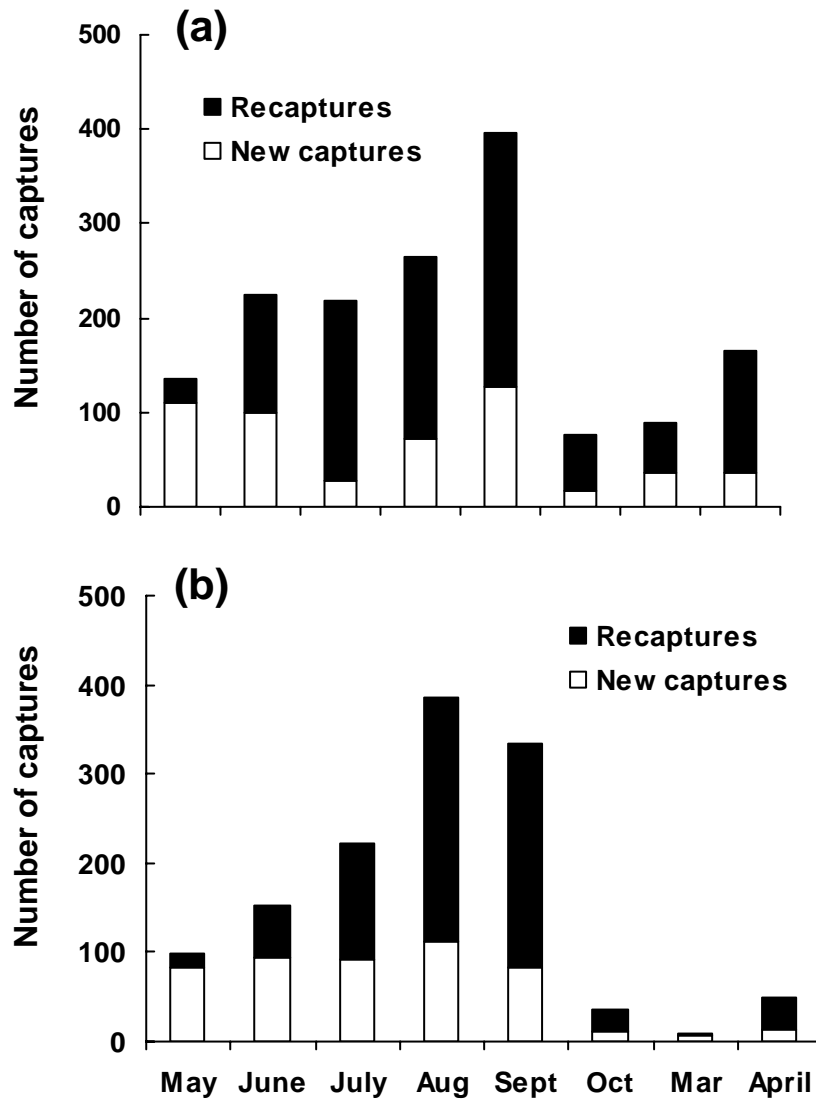 (a)
500
400
300
200
100
0
Number of captures
Recaptures
New captures
(b)
500
400
300
200
100
0
Number of captures
Recaptures
New captures
May June July Aug Sept Oct Mar April